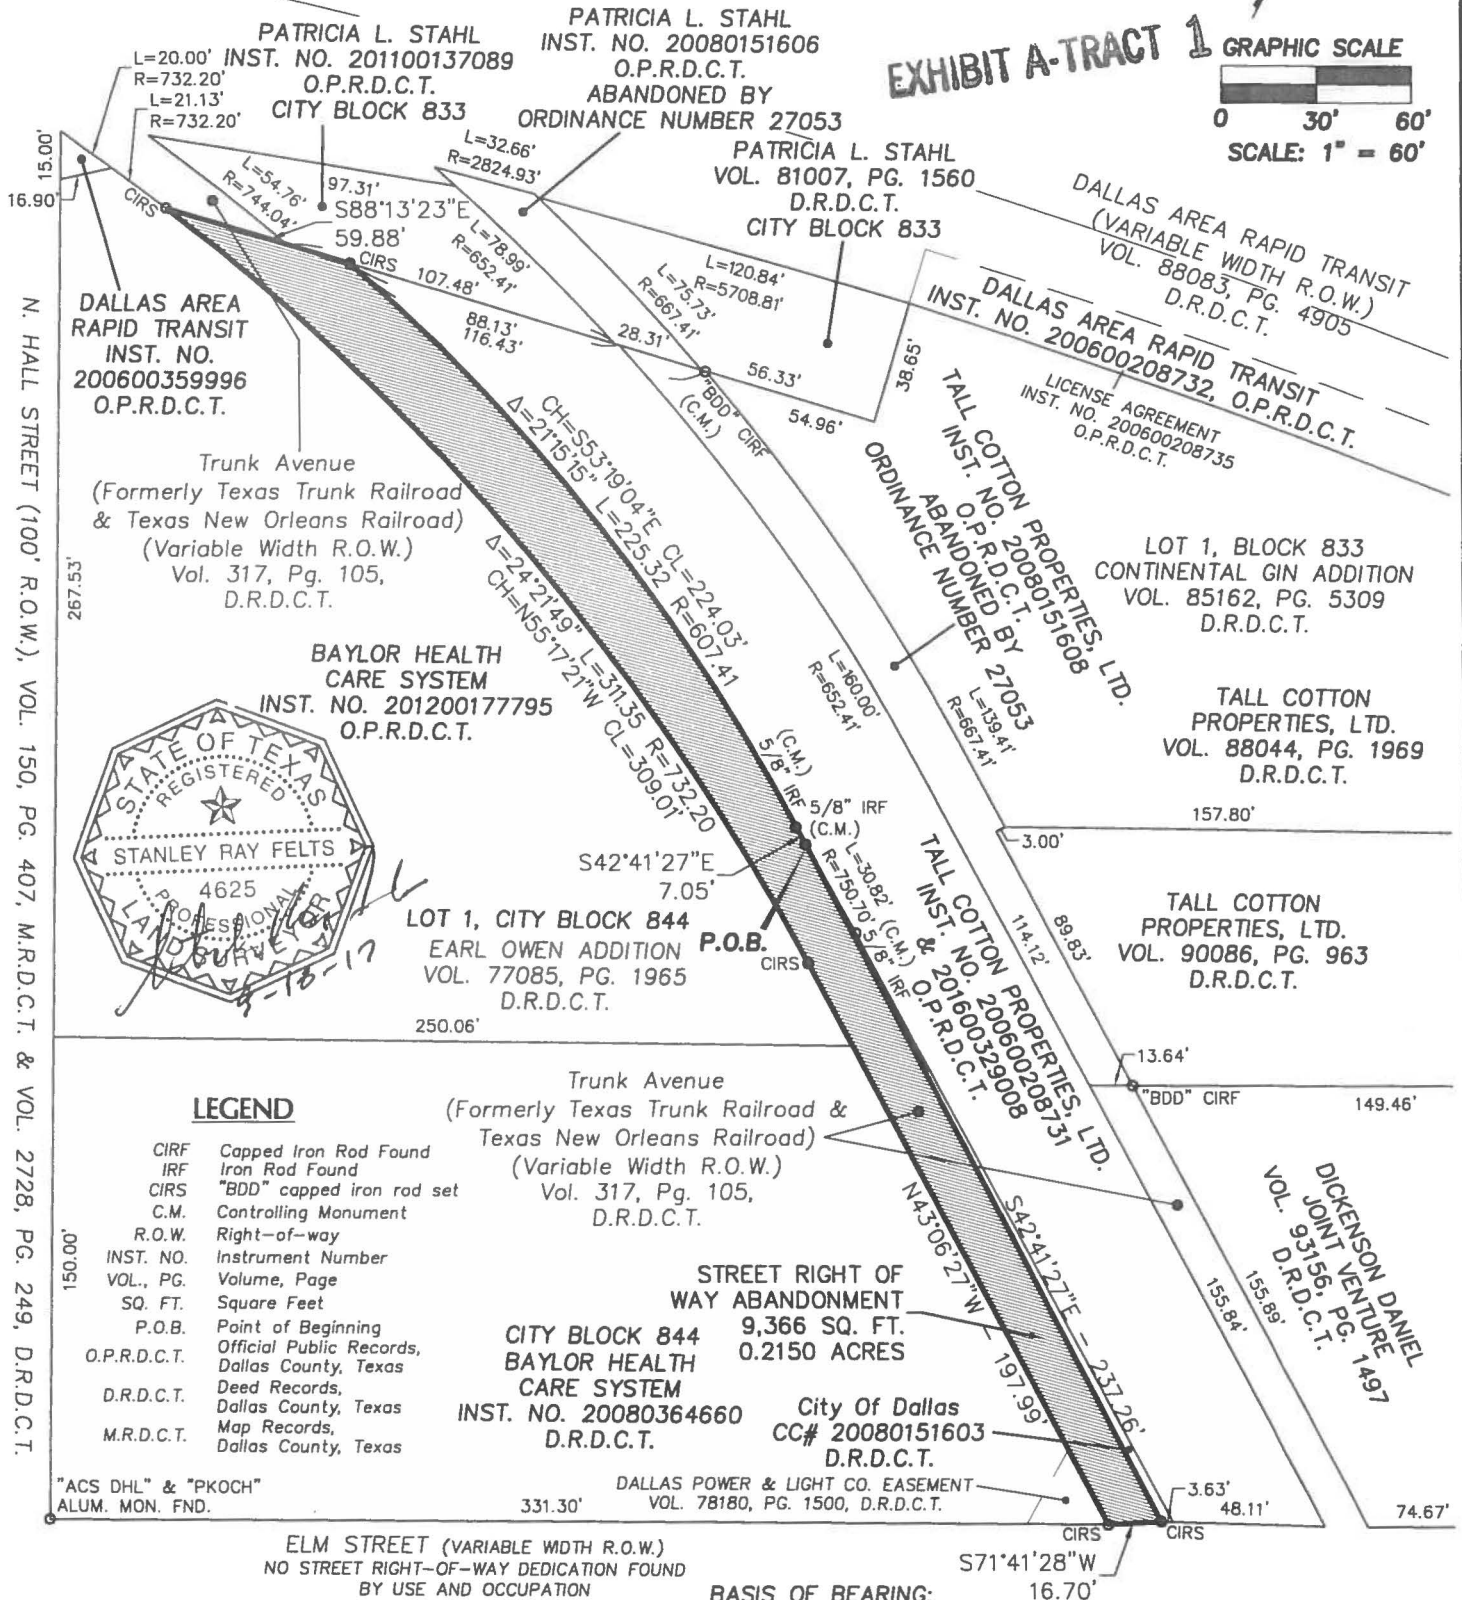 EXHIBIT A-TRACT 1
GRAPHIC SCALE
0 30' 60'
SCALE: 1" = 60'
L=20.00'
R=732.20'
L=21.13'
R=732.20'
PATRICIA L. STAHL
INST. NO. 201100137089
O.P.R.D.C.T.
CITY BLOCK 833
PATRICIA L. STAHL
INST. NO. 20080151606
O.P.R.D.C.T.
ABANDONED BY
ORDINANCE NUMBER 27053
PATRICIA L. STAHL
VOL. 81007, PG. 1560
D.R.D.C.T.
CITY BLOCK 833
DALLAS AREA RAPID TRANSIT
(VARIABLE WIDTH R.O.W.)
VOL. 88083, PG. 4905
D.R.D.C.T.
DALLAS AREA RAPID TRANSIT
INST. NO. 200600208732, O.P.R.D.C.T.
LICENSE AGREEMENT
INST. NO. 200600208735
O.P.R.D.C.T.
15.00'
16.90'
CIRS
L=54.76'
R=744.04'
97.31'
S88°13'23"E
59.88'
CIRS
L=32.66'
R=2824.93'
L=78.99'
R=652.41'
L=75.73'
R=667.41'
L=120.84'
R=5708.81'
107.48'
88.13'
116.43'
28.31'
56.33'
54.96'
38.65'
"BDD" CIRF
(C.M.)
DALLAS AREA
RAPID TRANSIT
INST. NO.
200600359996
O.P.R.D.C.T.
Trunk Avenue
(Formerly Texas Trunk Railroad
& Texas New Orleans Railroad)
(Variable Width R.O.W.)
Vol. 317, Pg. 105,
D.R.D.C.T.
N. HALL STREET (100' R.O.W.), VOL. 150, PG. 407, M.R.D.C.T. & VOL. 2728, PG. 249, D.R.D.C.T.
267.53'
CH=S53°19'04"E CL=224.03'
Δ=21°15'15" L=225.32 R=607.41
Δ=24°21'49" L=311.35 R=732.20
CH=N55°17'21"W CL=309.01'
TALL COTTON PROPERTIES, LTD.
INST. NO. 20080151608
O.P.R.D.C.T.
ABANDONED BY
ORDINANCE NUMBER 27053
LOT 1, BLOCK 833
CONTINENTAL GIN ADDITION
VOL. 85162, PG. 5309
D.R.D.C.T.
BAYLOR HEALTH
CARE SYSTEM
INST. NO. 201200177795
O.P.R.D.C.T.
L=160.00'
R=652.41'
L=139.41'
R=667.41'
TALL COTTON
PROPERTIES, LTD.
VOL. 88044, PG. 1969
D.R.D.C.T.
157.80'
3.00'
STATE OF TEXAS
REGISTERED
STANLEY RAY FELTS
4625
PROFESSIONAL
LAND SURVEYOR
(C.M.)
5/8" IRF
5/8" IRF
(C.M.)
S42°41'27"E
7.05'
L=30.82'
R=750.70'
(C.M.)
5/8" IRF
P.O.B.
CIRS
LOT 1, CITY BLOCK 844
EARL OWEN ADDITION
VOL. 77085, PG. 1965
D.R.D.C.T.
250.06'
TALL COTTON PROPERTIES, LTD.
INST. NO. 200600208731
& 201600329008
O.P.R.D.C.T.
114.12'
89.83'
TALL COTTON
PROPERTIES, LTD.
VOL. 90086, PG. 963
D.R.D.C.T.
13.64'
"BDD" CIRF
149.46'
LEGEND
CIRF Capped Iron Rod Found
IRF Iron Rod Found
CIRS "BDD" capped iron rod set
C.M. Controlling Monument
R.O.W. Right-of-way
INST. NO. Instrument Number
VOL., PG. Volume, Page
SQ. FT. Square Feet
P.O.B. Point of Beginning
O.P.R.D.C.T. Official Public Records,
Dallas County, Texas
D.R.D.C.T. Deed Records,
Dallas County, Texas
M.R.D.C.T. Map Records,
Dallas County, Texas
Trunk Avenue
(Formerly Texas Trunk Railroad &
Texas New Orleans Railroad)
(Variable Width R.O.W.)
Vol. 317, Pg. 105,
D.R.D.C.T.
150.00'
N43°06'27"W - 197.99'
S42°41'27"E - 237.26'
STREET RIGHT OF
WAY ABANDONMENT
9,366 SQ. FT.
0.2150 ACRES
CITY BLOCK 844
BAYLOR HEALTH
CARE SYSTEM
INST. NO. 20080364660
D.R.D.C.T.
City Of Dallas
CC# 20080151603
D.R.D.C.T.
DICKENSON DANIEL
JOINT VENTURE
VOL. 93156, PG. 1497
D.R.D.C.T.
155.84'
155.89'
"ACS DHL" & "PKOCH"
ALUM. MON. FND.
331.30'
DALLAS POWER & LIGHT CO. EASEMENT
VOL. 78180, PG. 1500, D.R.D.C.T.
3.63'
48.11'
74.67'
CIRS
CIRS
ELM STREET (VARIABLE WIDTH R.O.W.)
NO STREET RIGHT-OF-WAY DEDICATION FOUND
BY USE AND OCCUPATION
S71°41'28"W
16.70'
BASIS OF BEARING: